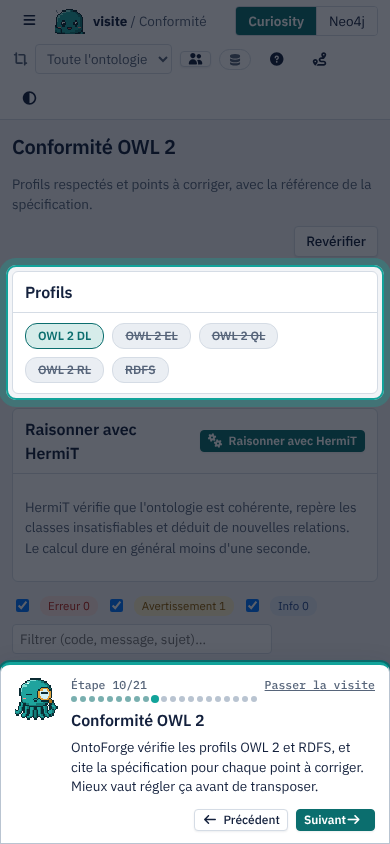 visite / Conformité
Curiosity
Neo4j
Toute l'ontologie
Conformité OWL 2
Profils respectés et points à corriger, avec la référence de la
spécification.
Revérifier
Profils
OWL 2 DL
OWL 2 EL
OWL 2 QL
OWL 2 RL
RDFS
Raisonner avec
HermiT
Raisonner avec HermiT
HermiT vérifie que l'ontologie est cohérente, repère les
classes insatisfiables et déduit de nouvelles relations.
Le calcul dure en général moins d'une seconde.
Erreur 0
Avertissement 1
Info 0
Filtrer (code, message, sujet)…
Étape 10/21
Passer la visite
Conformité OWL 2
OntoForge vérifie les profils OWL 2 et RDFS, et
cite la spécification pour chaque point à corriger.
Mieux vaut régler ça avant de transposer.
← Précédent
Suivant→